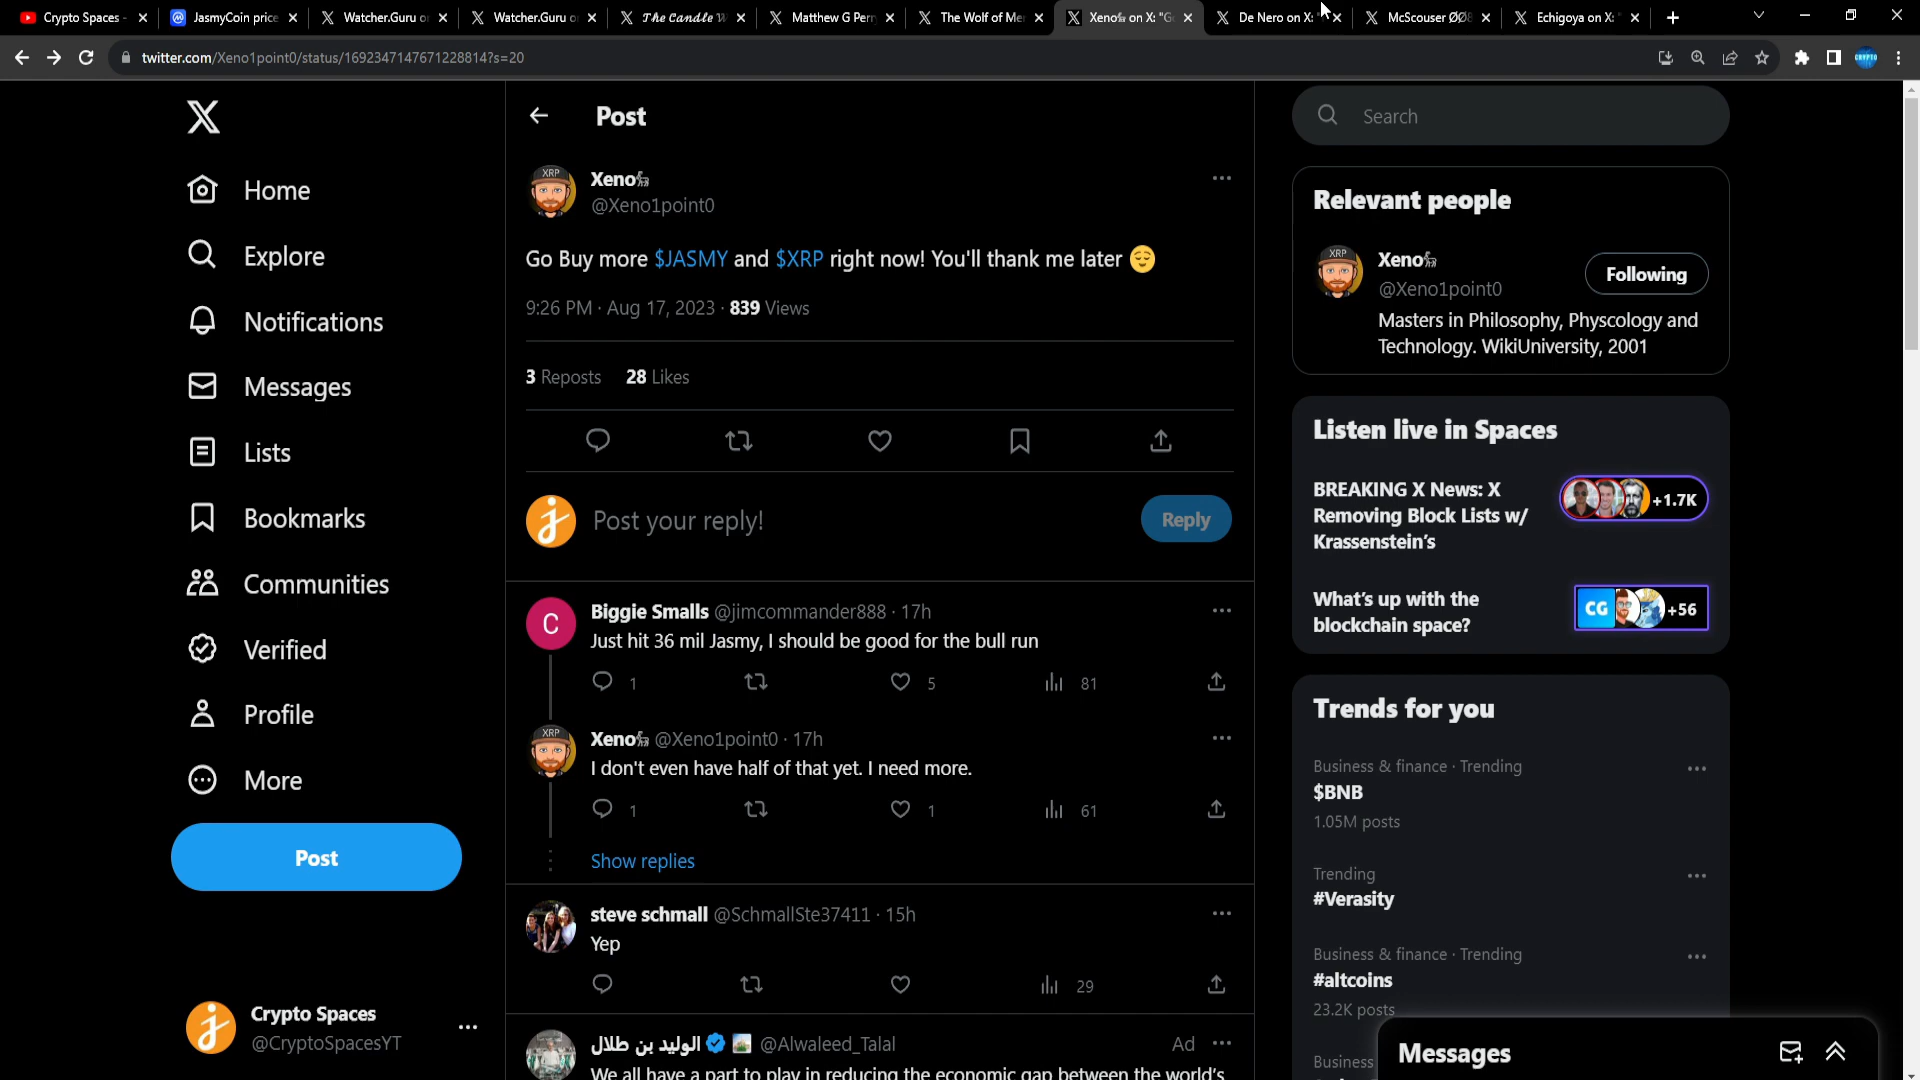 Crypto Spaces -
JasmyCoin price
Watcher.Guru o
Watcher.Guru o
The Candle
Matthew G Per
The Wolf of Me
Xeno on X: "G
De Nero on X:
McScouser ØØ8
Echigoya on X: "
twitter.com/Xeno1point0/status/1692347147671228814?s=20
Post
Search
XRP
Xeno
@Xeno1point0
Go Buy more $JASMY and $XRP right now! You'll thank me later
9:26 PM · Aug 17, 2023 · 839 Views
3 Reposts 28 Likes
Post your reply!
Reply
Biggie Smalls @jimcommander888 · 17h
C
Just hit 36 mil Jasmy, I should be good for the bull run
1 5 81
XRP
Xeno @Xeno1point0 · 17h
I don't even have half of that yet. I need more.
1 1 61
Show replies
steve schmall @SchmallSte37411 · 15h
Yep
29
الوليد بن طلال @Alwaleed_Talal Ad
We all have a part to play in reducing the economic gap between the world's
Home
Explore
Notifications
Messages
Lists
Bookmarks
Communities
Verified
Profile
More
Post
Crypto Spaces
@CryptoSpacesYT
Relevant people
XRP
Xeno
@Xeno1point0
Following
Masters in Philosophy, Physcology and
Technology. WikiUniversity, 2001
Listen live in Spaces
BREAKING X News: X
Removing Block Lists w/
Krassenstein's
+1.7K
What's up with the
blockchain space?
CG
+56
Trends for you
Business & finance · Trending
$BNB
1.05M posts
Trending
#Verasity
Business & finance · Trending
#altcoins
23.2K posts
Business
Messages
CRYPTO